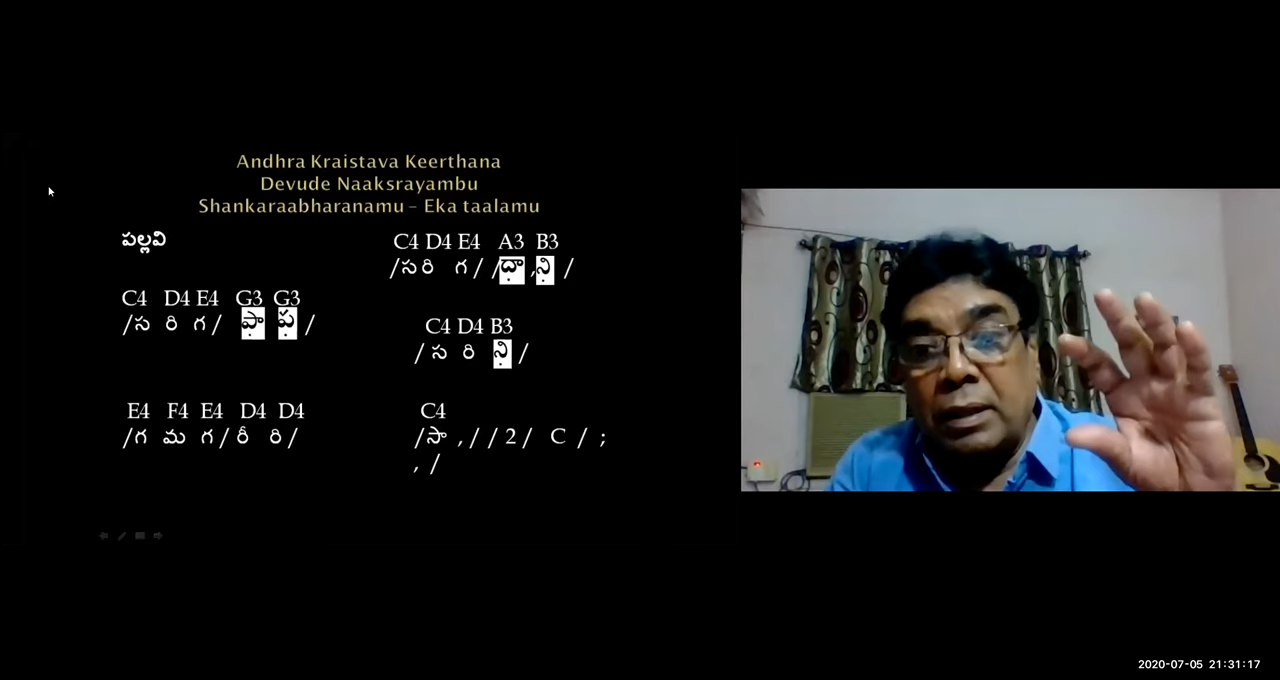 Andhra Kraistava Keerthana
Devude Naaksrayambu
Shankaraabharanamu – Eka taalamu
పల్లవి
C4 D4 E4 G3 G3
/స రి గ/ పా̣ ప̣ /
E4 F4 E4 D4 D4
/గ మ గ/రీ రి/
C4 D4 E4 A3 B3
/సరి గ/ /దా̣ ,ని̣ /
C4 D4 B3
/ స రి ని̣ /
C4
/సా ,//2/ C / ;
, /
2020-07-05 21:31:17